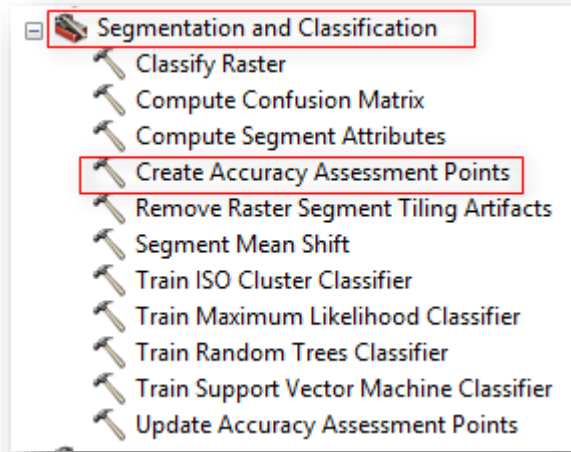 Segmentation and Classification
Classify Raster
Compute Confusion Matrix
Compute Segment Attributes
Create Accuracy Assessment Points
Remove Raster Segment Tiling Artifacts
Segment Mean Shift
Train ISO Cluster Classifier
Train Maximum Likelihood Classifier
Train Random Trees Classifier
Train Support Vector Machine Classifier
Update Accuracy Assessment Points